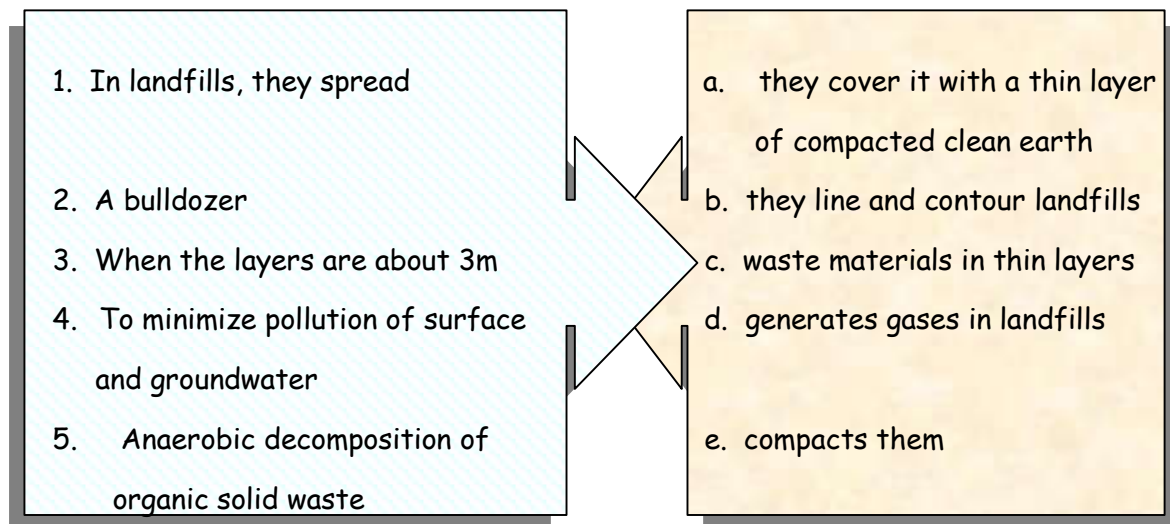 1. In landfills, they spread
2. A bulldozer
3. When the layers are about 3m
4. To minimize pollution of surface
and groundwater
5. Anaerobic decomposition of
organic solid waste
a. they cover it with a thin layer
of compacted clean earth
b. they line and contour landfills
c. waste materials in thin layers
d. generates gases in landfills
e. compacts them